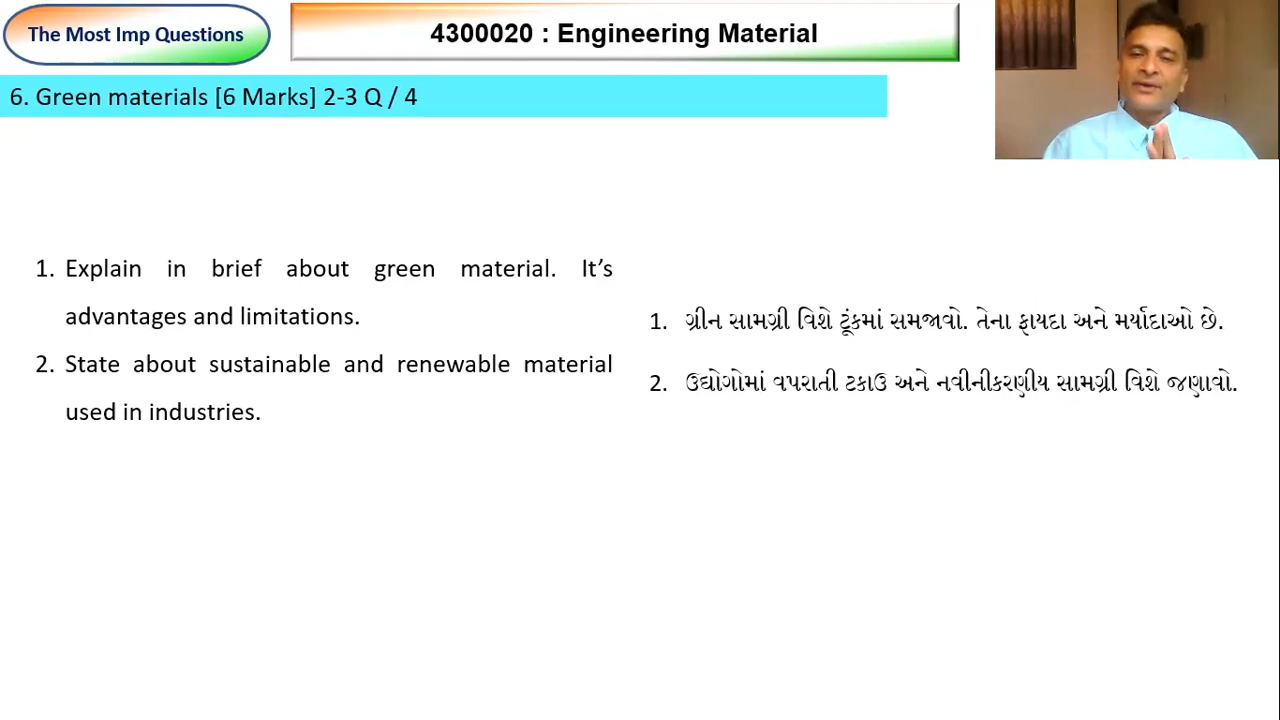 The Most Imp Questions
4300020 : Engineering Material
6. Green materials [6 Marks] 2-3 Q / 4
1. Explain in brief about green material. It’s
advantages and limitations.
2. State about sustainable and renewable material
used in industries.
1. ગ્રીન સામગ્રી વિશે ટૂંકમાં સમજાવો. તેના ફાયદા અને મર્યાદાઓ છે.
2. ઉદ્યોગોમાં વપરાતી ટકાઉ અને નવીનીકરણીય સામગ્રી વિશે જણાવો.